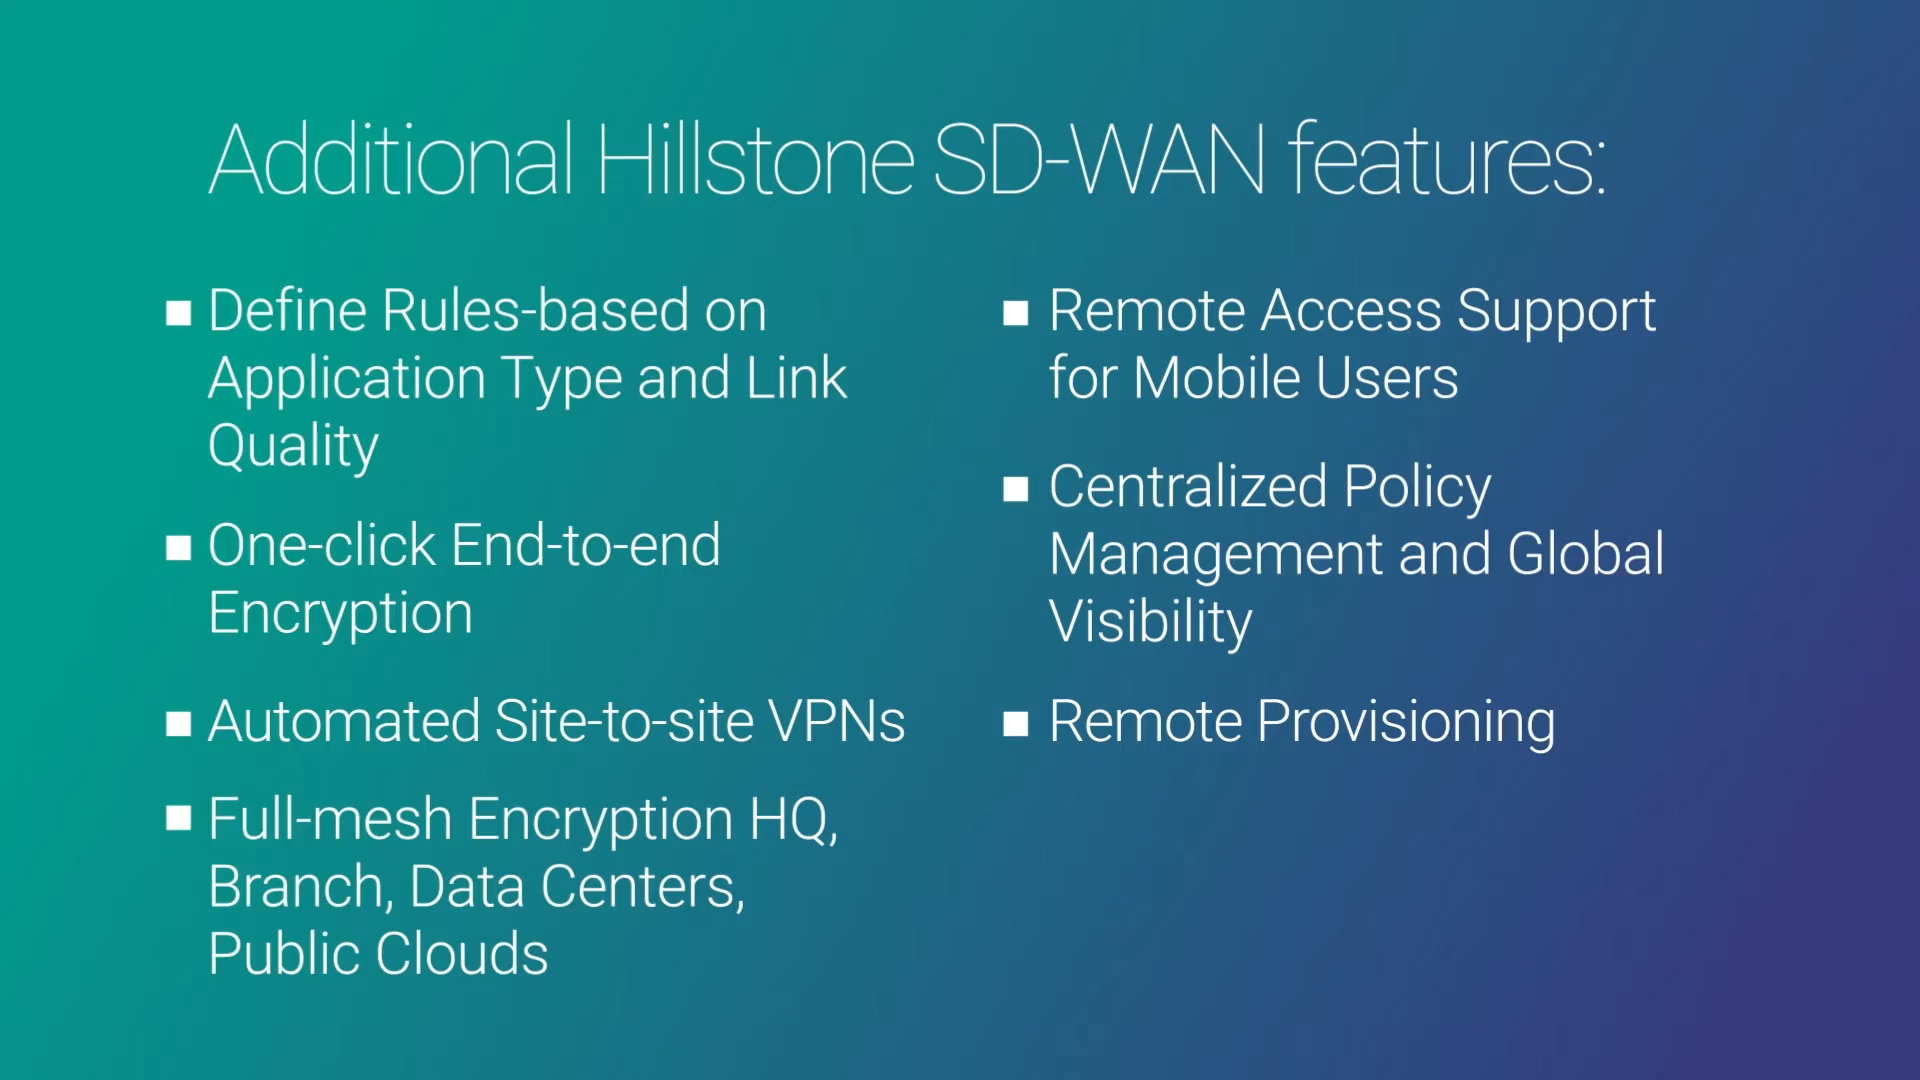 Additional Hillstone SD-WAN features:
Define Rules-based on
Application Type and Link
Quality
One-click End-to-end
Encryption
Automated Site-to-site VPNs
Full-mesh Encryption HQ,
Branch, Data Centers,
Public Clouds
Remote Access Support
for Mobile Users
Centralized Policy
Management and Global
Visibility
Remote Provisioning